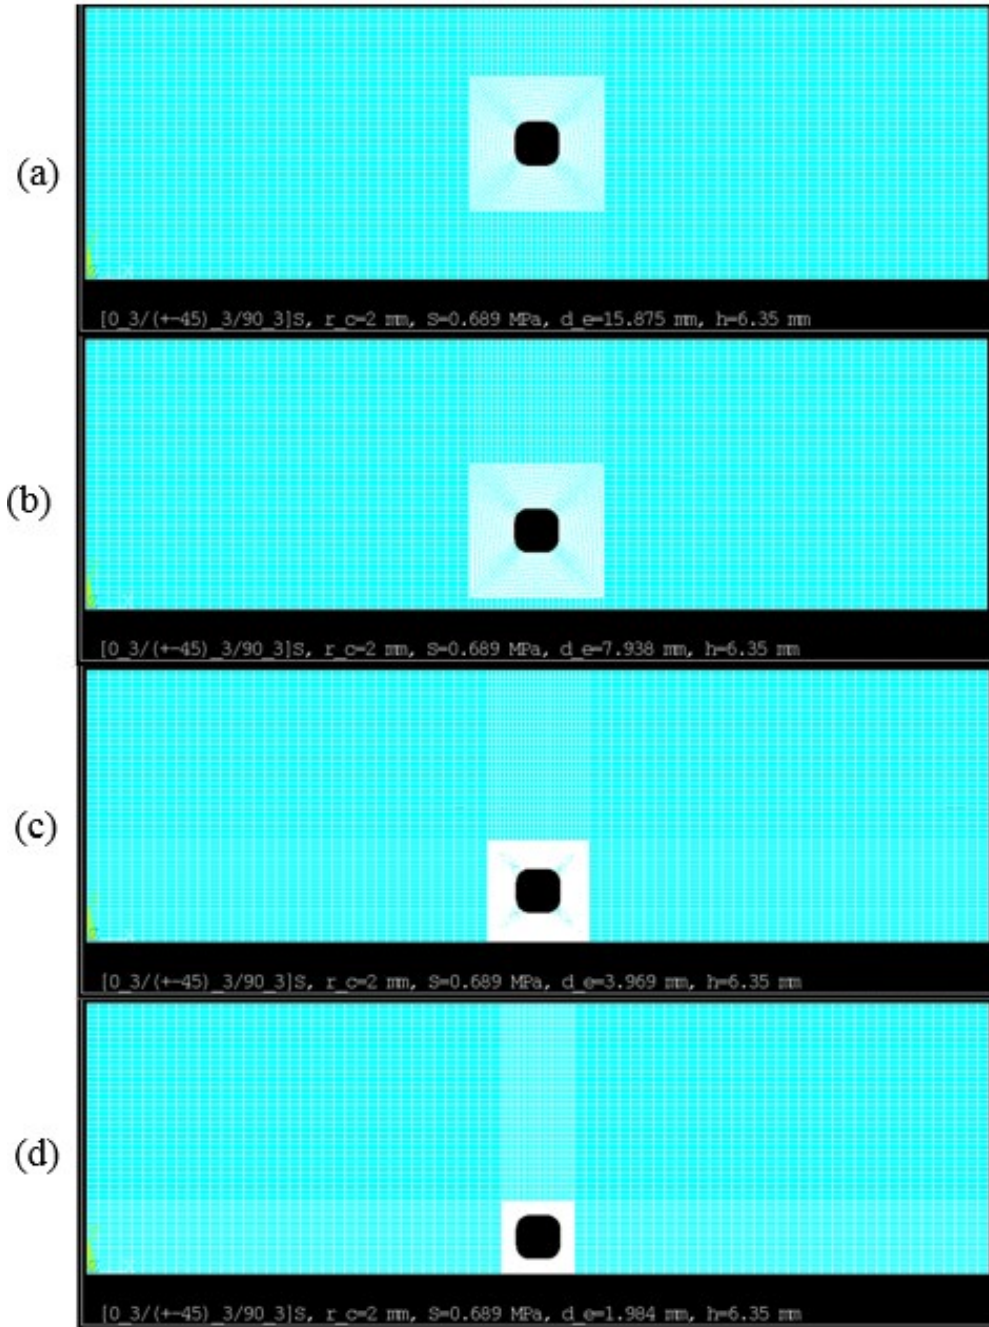 (a)
[0_3/(+-45)_3/90_3]S, r_c=2 mm, S=0.689 MPa, d_e=15.875 mm, h=6.35 mm
(b)
[0_3/(+-45)_3/90_3]S, r_c=2 mm, S=0.689 MPa, d_e=7.938 mm, h=6.35 mm
(c)
[0_3/(+-45)_3/90_3]S, r_c=2 mm, S=0.689 MPa, d_e=3.969 mm, h=6.35 mm
(d)
[0_3/(+-45)_3/90_3]S, r_c=2 mm, S=0.689 MPa, d_e=1.984 mm, h=6.35 mm